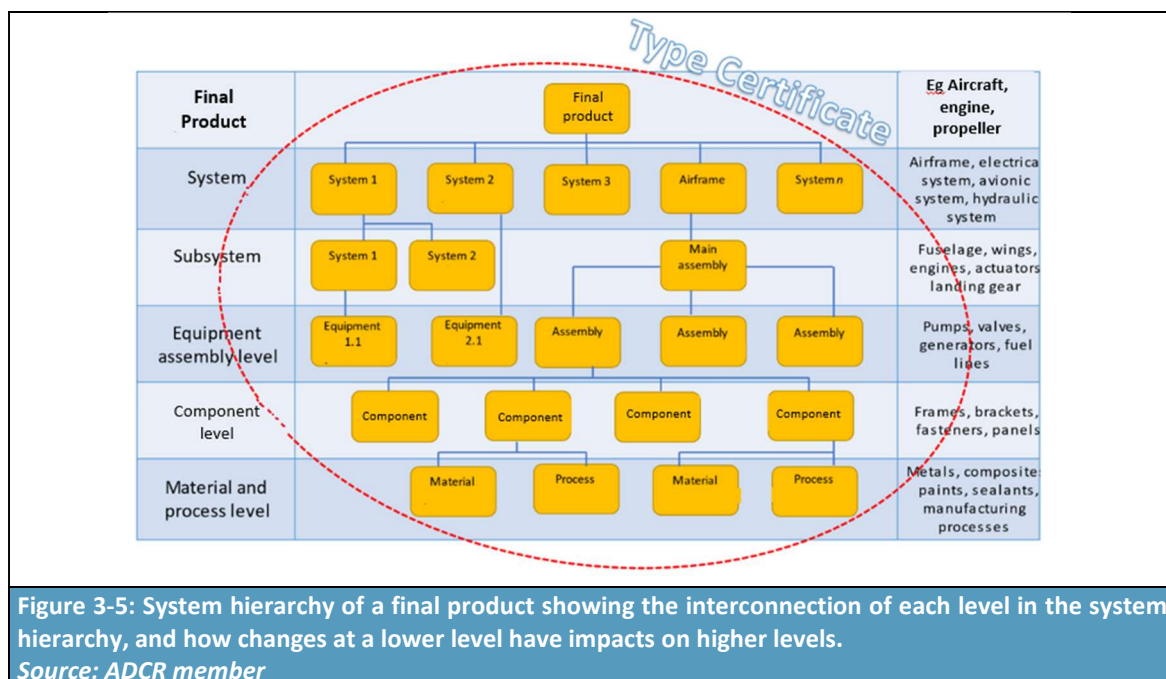 Type Certificate
Final
Product
Final
product
Eg Aircraft,
engine,
propeller
System
System 1
System 2
System 3
Airframe
System n
Airframe, electrica
system, avionic
system, hydraulic
system
Subsystem
System 1
System 2
Main
assembly
Fuselage, wings,
engines, actuators
landing gear
Equipment
assembly level
Equipment
1.1
Equipment
2.1
Assembly
Assembly
Assembly
Pumps, valves,
generators, fuel
lines
Component
level
Component
Component
Component
Component
Frames, brackets,
fasteners, panels
Material and
process level
Material
Process
Material
Process
Metals, composite
paints, sealants,
manufacturing
processes
Figure 3-5: System hierarchy of a final product showing the interconnection of each level in the system
hierarchy, and how changes at a lower level have impacts on higher levels.
Source: ADCR member